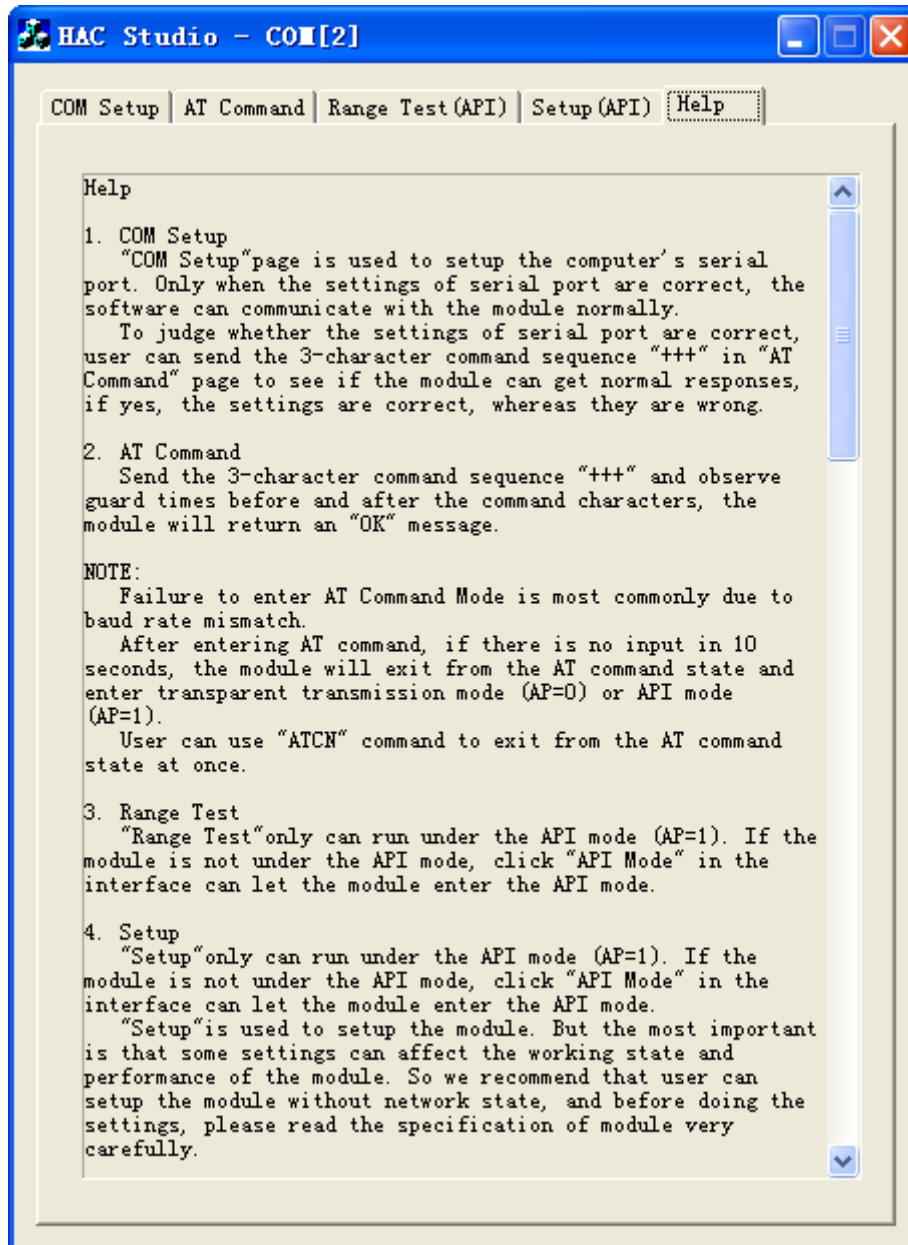 HAC Studio - COM[2]
COM Setup
AT Command
Range Test(API)
Setup(API)
Help
Help
1. COM Setup
"COM Setup"page is used to setup the computer's serial
port. Only when the settings of serial port are correct, the
software can communicate with the module normally.
To judge whether the settings of serial port are correct,
user can send the 3-character command sequence "+++" in "AT
Command" page to see if the module can get normal responses,
if yes, the settings are correct, whereas they are wrong.
2. AT Command
Send the 3-character command sequence "+++" and observe
guard times before and after the command characters, the
module will return an "OK" message.
NOTE:
Failure to enter AT Command Mode is most commonly due to
baud rate mismatch.
After entering AT command, if there is no input in 10
seconds, the module will exit from the AT command state and
enter transparent transmission mode (AP=0) or API mode
(AP=1).
User can use "ATCN" command to exit from the AT command
state at once.
3. Range Test
"Range Test"only can run under the API mode (AP=1). If the
module is not under the API mode, click "API Mode" in the
interface can let the module enter the API mode.
4. Setup
"Setup"only can run under the API mode (AP=1). If the
module is not under the API mode, click "API Mode" in the
interface can let the module enter the API mode.
"Setup"is used to setup the module. But the most important
is that some settings can affect the working state and
performance of the module. So we recommend that user can
setup the module without network state, and before doing the
settings, please read the specification of module very
carefully.